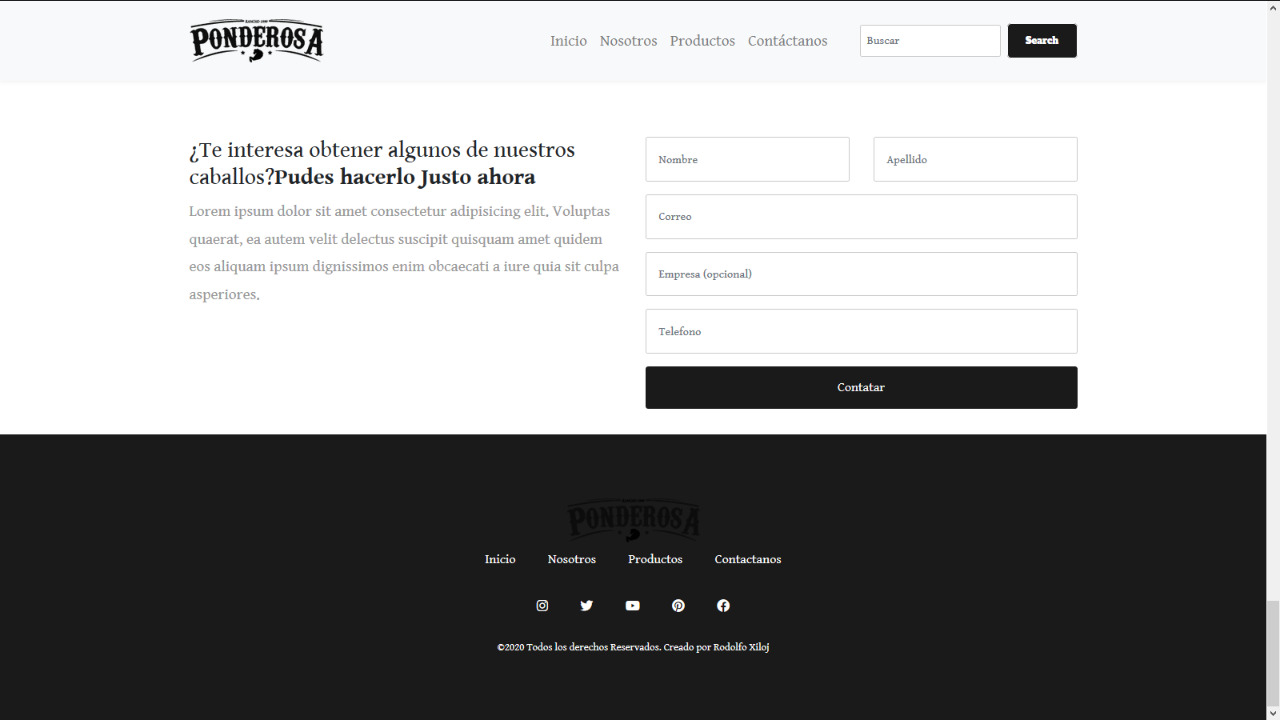 PONDEROSA
Inicio Nosotros Productos Contáctanos
Buscar
Search
¿Te interesa obtener algunos de nuestros
caballos?Pudes hacerlo Justo ahora
Lorem ipsum dolor sit amet consectetur adipisicing elit. Voluptas
quaerat, ea autem velit delectus suscipit quisquam amet quidem
eos aliquam ipsum dignissimos enim obcaecati a iure quia sit culpa
asperiores.
Nombre
Apellido
Correo
Empresa (opcional)
Telefono
Contatar
PONDEROSA
Inicio Nosotros Productos Contactanos
©2020 Todos los derechos Reservados. Creado por Rodolfo Xiloj